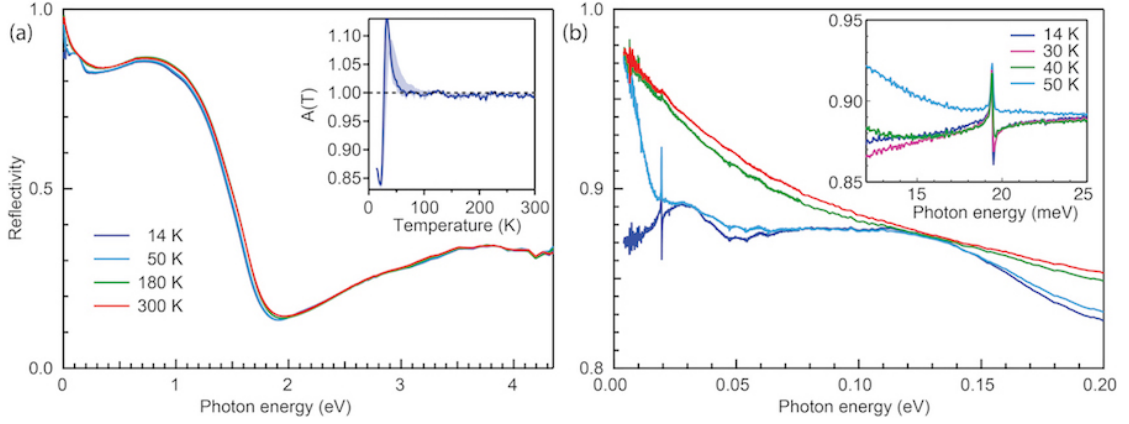 (a)
1.0
0.5
0.0
Reflectivity
0
1
2
3
4
Photon energy (eV)
14 K
50 K
180 K
300 K
A(T)
1.10
1.05
1.00
0.95
0.90
0.85
0
100
200
300
Temperature (K)
(b)
1.0
0.9
0.8
0.00
0.05
0.10
0.15
0.20
Photon energy (eV)
0.95
0.90
0.85
15
20
25
Photon energy (meV)
14 K
30 K
40 K
50 K